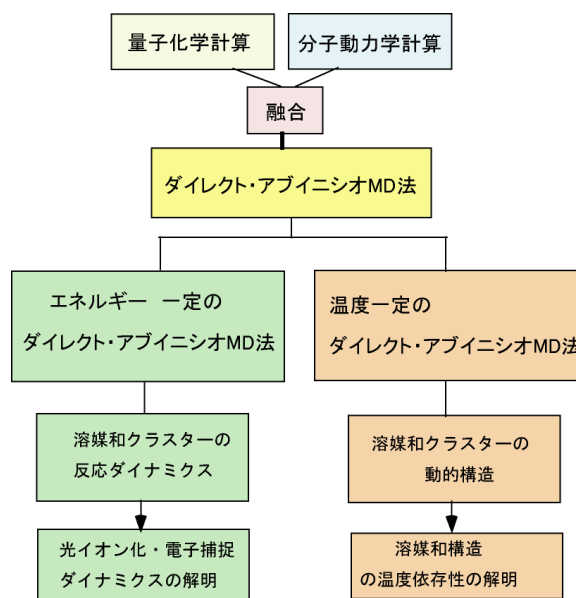 量子化学計算
分子動力学計算
融合
ダイレクト・アブイニシオMD法
エネルギー 一定の
ダイレクト・アブイニシオMD法
温度一定の
ダイレクト・アブイニシオMD法
溶媒和クラスターの
反応ダイナミクス
溶媒和クラスターの
動的構造
光イオン化・電子捕捉
ダイナミクスの解明
溶媒和構造
の温度依存性の解明